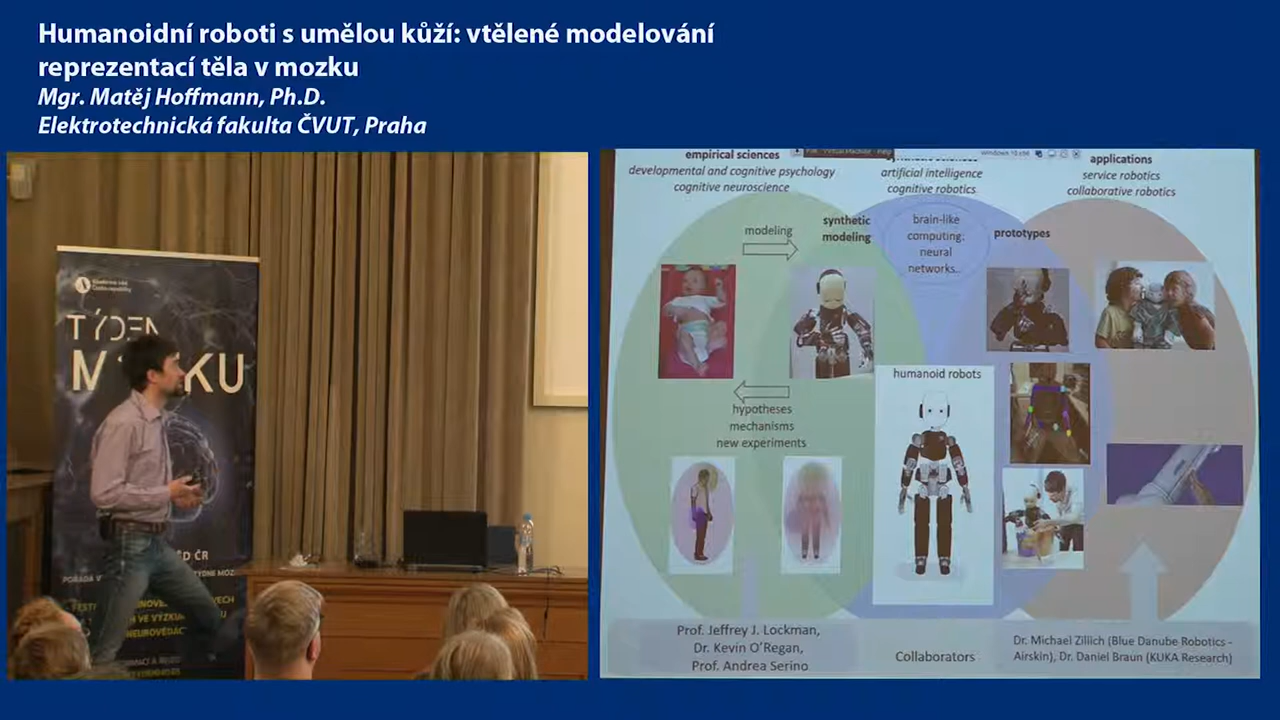 Humanoidní roboti s umělou kůží: vtělené modelování
reprezentací těla v mozku
Mgr. Matěj Hoffmann, Ph.D.
Elektrotechnická fakulta ČVUT, Praha
TÝDEN
M KU
D ČR
empirical sciences
developmental and cognitive psychology
cognitive neuroscience
artificial intelligence
cognitive robotics
applications
service robotics
collaborative robotics
modeling
synthetic
modeling
brain-like
computing:
neural
networks...
prototypes
hypotheses
mechanisms
new experiments
humanoid robots
Prof. Jeffrey J. Lockman,
Dr. Kevin O'Regan,
Prof. Andrea Serino
Collaborators
Dr. Michael Zillich (Blue Danube Robotics -
Airskin), Dr. Daniel Braun (KUKA Research)